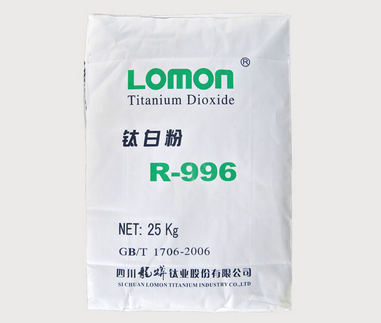 LOMON ®
Titanium Dioxide
钛白粉
R-996
NET: 25 Kg
GB/T 1706-2006
四川龙蟒钛业股份有限公司
SI CHUAN LOMON TITANIUM INDUSTRY CO., LTD